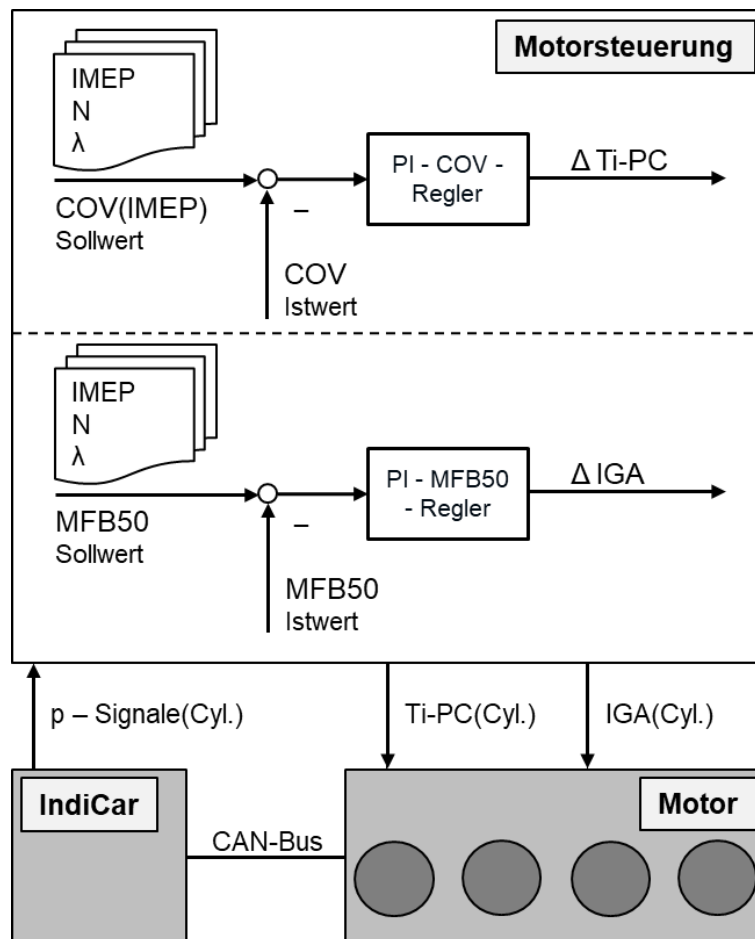 Motorsteuerung
IMEP
N
λ
COV(IMEP)
Sollwert
–
COV
Istwert
PI - COV -
Regler
Δ Ti-PC
IMEP
N
λ
MFB50
Sollwert
–
MFB50
Istwert
PI - MFB50
- Regler
Δ IGA
p – Signale(Cyl.)
Ti-PC(Cyl.)
IGA(Cyl.)
IndiCar
CAN-Bus
Motor